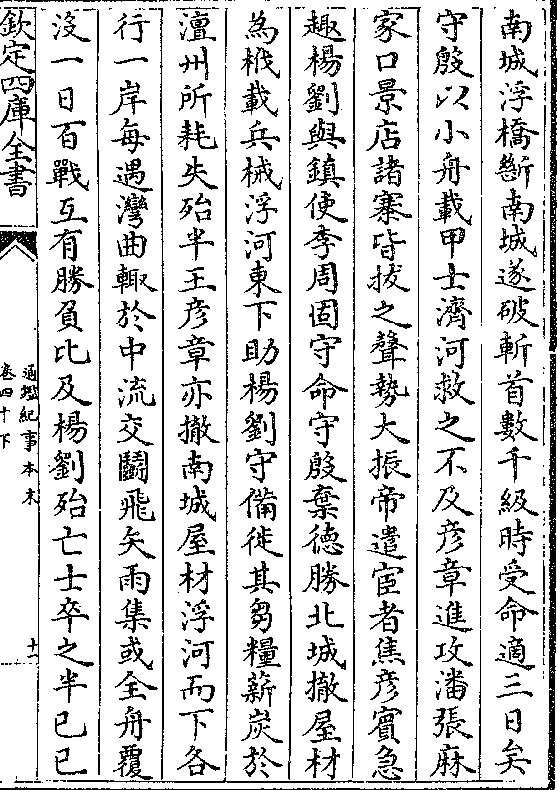 南城浮橋斷南城遂破斬首數千級時受命適三日矣
守殷以小舟載甲士濟河救之不及彦章進攻潘張麻
家口景店諸寨皆拔之聲勢大振帝遣宦者焦彦賓急
趣楊劉與鎮使李周固守命守殷棄徳勝北城撤屋材
為栰載兵械浮河東下助楊劉守備徙其芻糧薪炭於
澶州所耗失殆半王彦章亦撤南城屋材浮河而下各
行一岸每遇灣曲輙於中流交鬬飛矢雨集或全舟覆
沒一日百戰互有勝負比及楊劉殆亡士卒之半已已
欽定四庫全書
通鑑紀事本末
卷四十下
十一